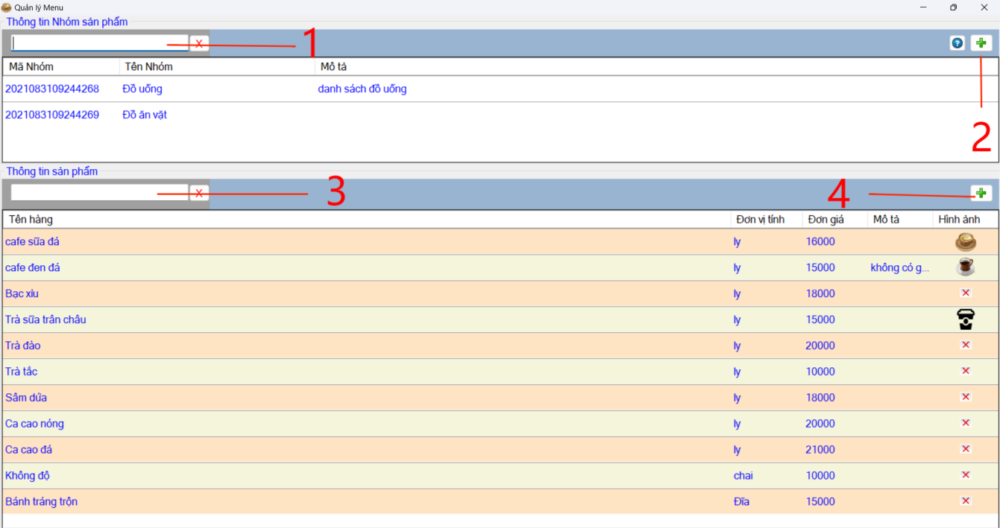 Quản lý Menu
Thông tin Nhóm sản phẩm
X 1 ?
Mã Nhóm Tên Nhóm Mô tả
2021083109244268 Đồ uống danh sách đồ uống
2021083109244269 Đồ ăn vặt
2
Thông tin sản phẩm
X 3 4
Tên hàng Đơn vị tính Đơn giá Mô tả Hình ảnh
cafe sữa đá ly 16000
cafe đen đá ly 15000 không có g...
Bạc xỉu ly 18000
Trà sữa trân châu ly 15000
Trà đào ly 20000
Trà tắc ly 10000
Sâm dứa ly 18000
Ca cao nóng ly 20000
Ca cao đá ly 21000
Không độ chai 10000
Bánh tráng trộn Đĩa 15000